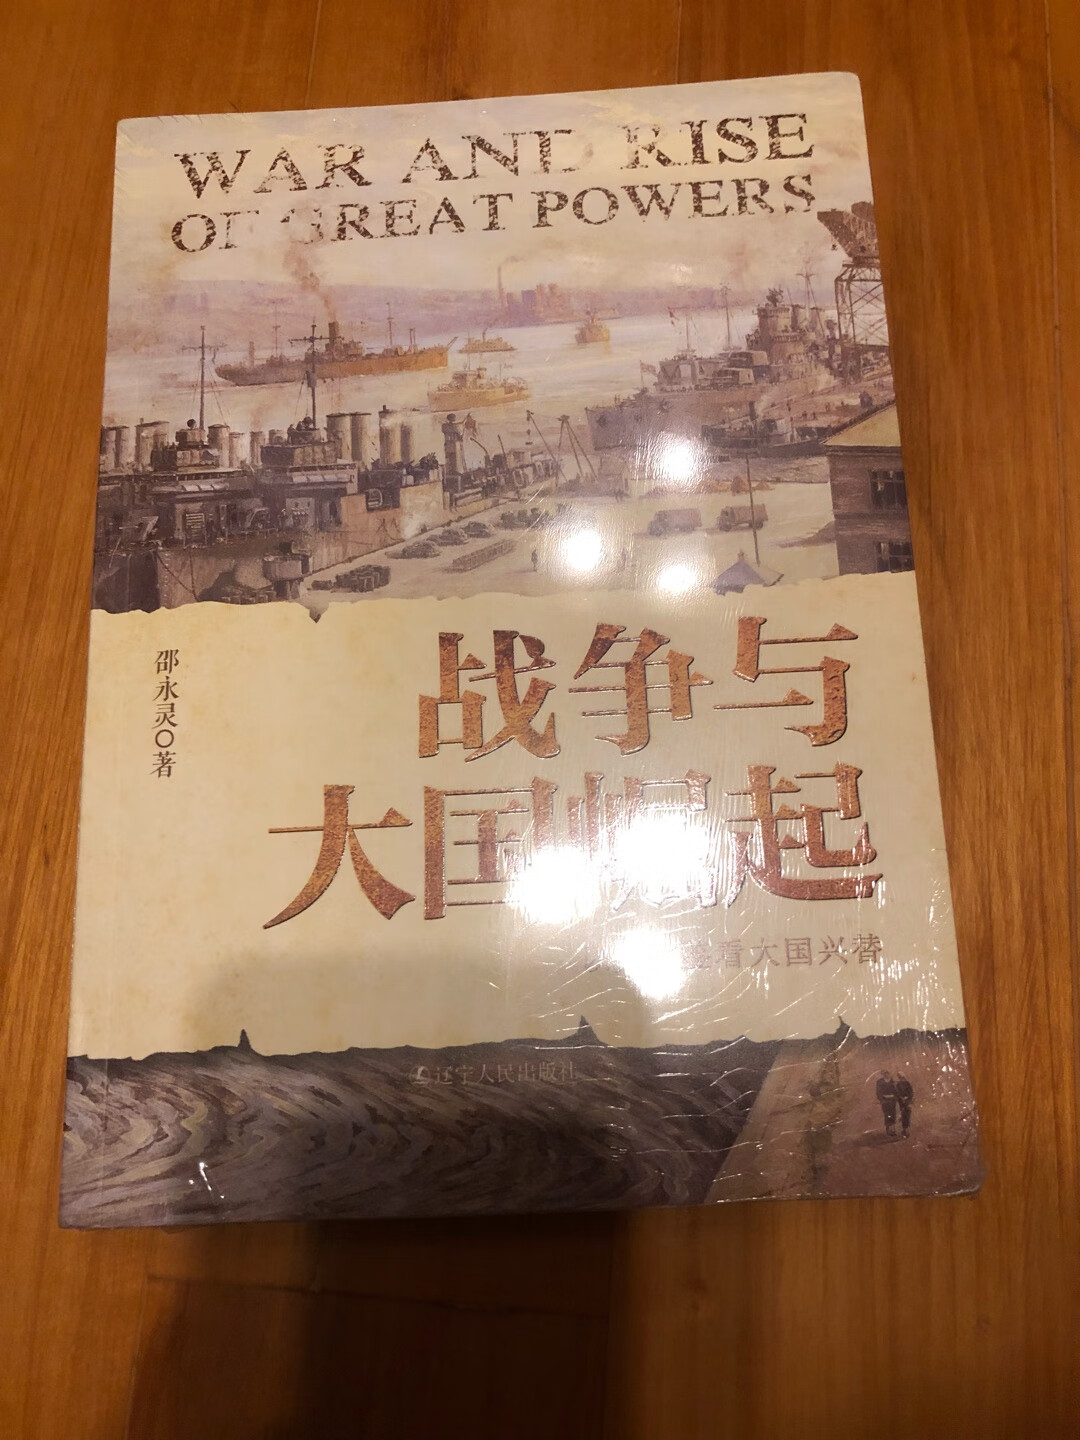 WAR AND RISE
OF GREAT POWERS
战争与
大国崛起
看大国兴替
邵永灵〇著
辽宁人民出版社